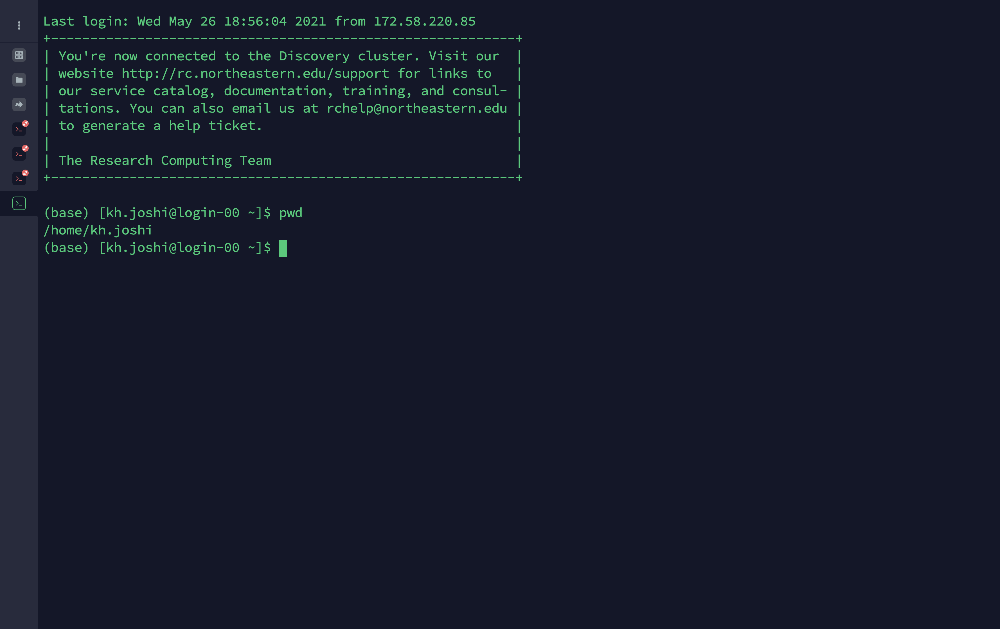 Last login: Wed May 26 18:56:04 2021 from 172.58.220.85
+-----------------------------------------------------------+
| You're now connected to the Discovery cluster. Visit our  |
| website http://rc.northeastern.edu/support for links to   |
| our service catalog, documentation, training, and consul- |
| tations. You can also email us at rchelp@northeastern.edu |
| to generate a help ticket.                                |
|                                                           |
| The Research Computing Team                               |
+-----------------------------------------------------------+
(base) [kh.joshi@login-00 ~]$ pwd
/home/kh.joshi
(base) [kh.joshi@login-00 ~]$